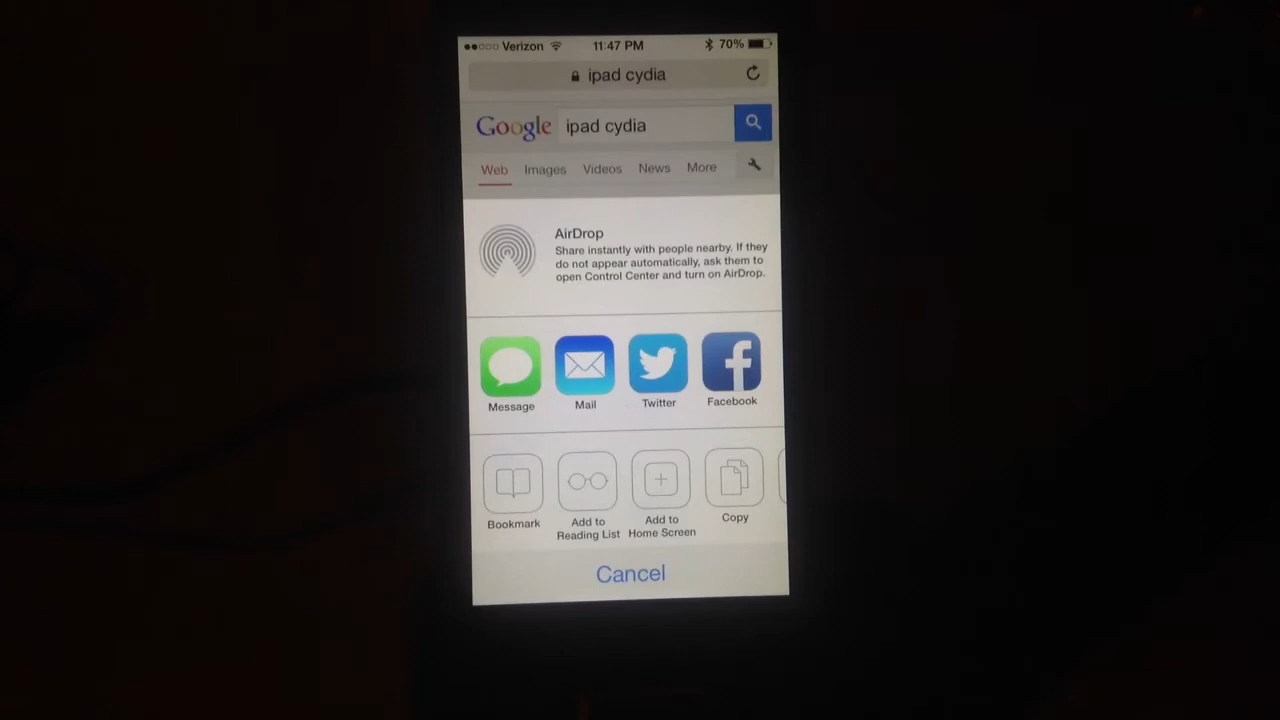 Verizon 11:47 PM 70%
ipad cydia
Google ipad cydia
Web Images Videos News More
AirDrop
Share instantly with people nearby. If they
do not appear automatically, ask them to
open Control Center and turn on AirDrop.
Message Mail Twitter Facebook
Bookmark Add to Reading List Add to Home Screen Copy
Cancel